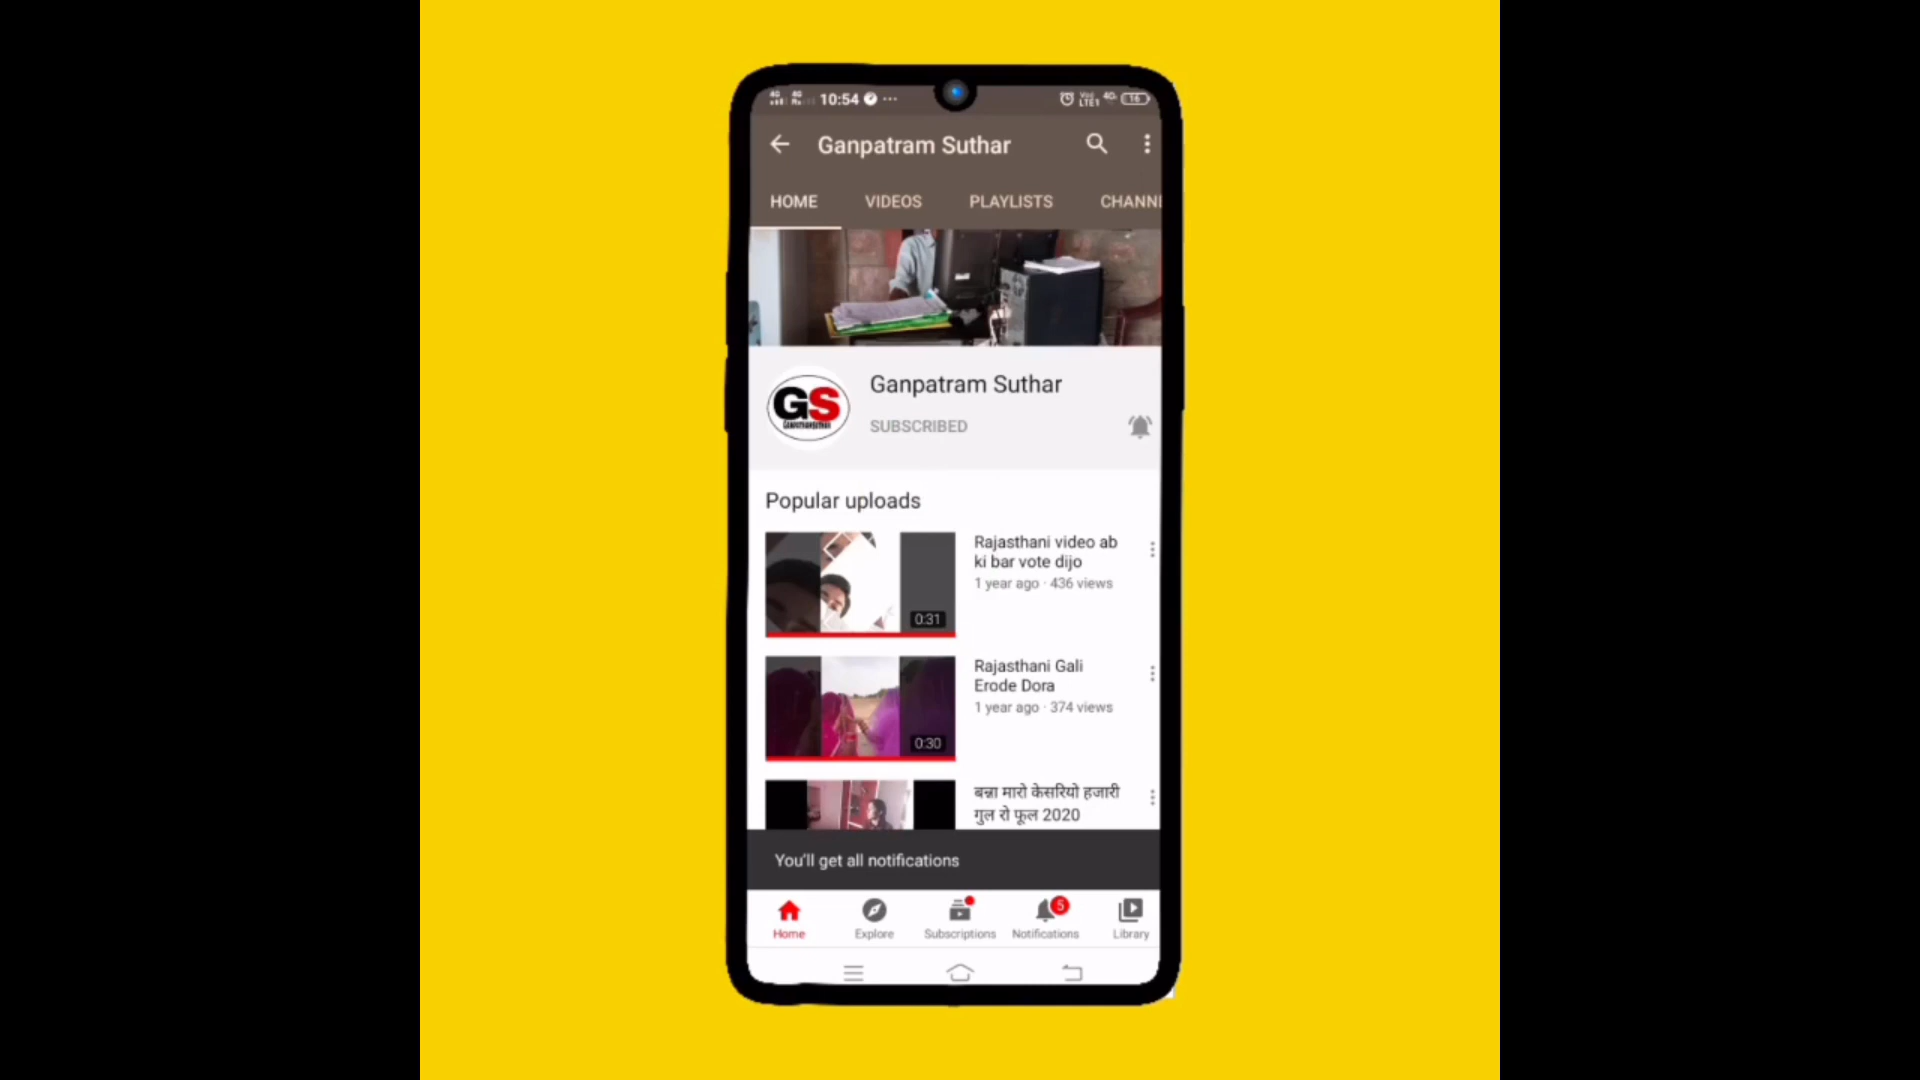 10:54
16
Ganpatram Suthar
HOME VIDEOS PLAYLISTS CHANNE
GS
Ganpatram Suthar
SUBSCRIBED
Popular uploads
Rajasthani video ab
ki bar vote dijo
1 year ago · 436 views
0:31
Rajasthani Gali
Erode Dora
1 year ago · 374 views
0:30
बन्ना मारो केसरियो हजारी
गुल रो फूल 2020
You'll get all notifications
5
Home Explore Subscriptions Notifications Library